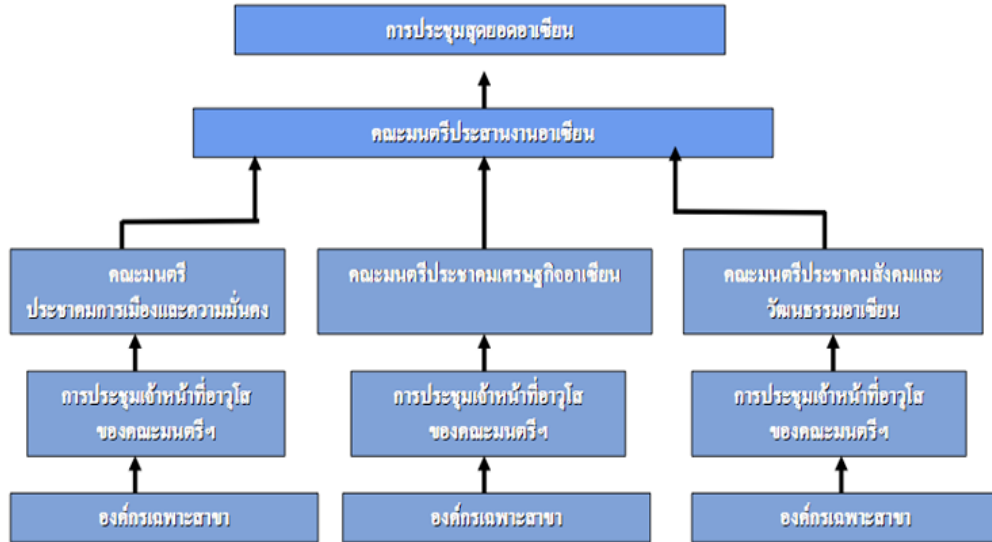 การประชุมสุดยอดอาเซียน
คณะมนตรีประสานงานอาเซียน
คณะมนตรี
ประชาคมการเมืองและความมั่นคง
คณะมนตรีประชาคมเศรษฐกิจอาเซียน
คณะมนตรีประชาคมสังคมและ
วัฒนธรรมอาเซียน
การประชุมเจ้าหน้าที่อาวุโส
ของคณะมนตรีฯ
การประชุมเจ้าหน้าที่อาวุโส
ของคณะมนตรีฯ
การประชุมเจ้าหน้าที่อาวุโส
ของคณะมนตรีฯ
องค์กรเฉพาะสาขา
องค์กรเฉพาะสาขา
องค์กรเฉพาะสาขา